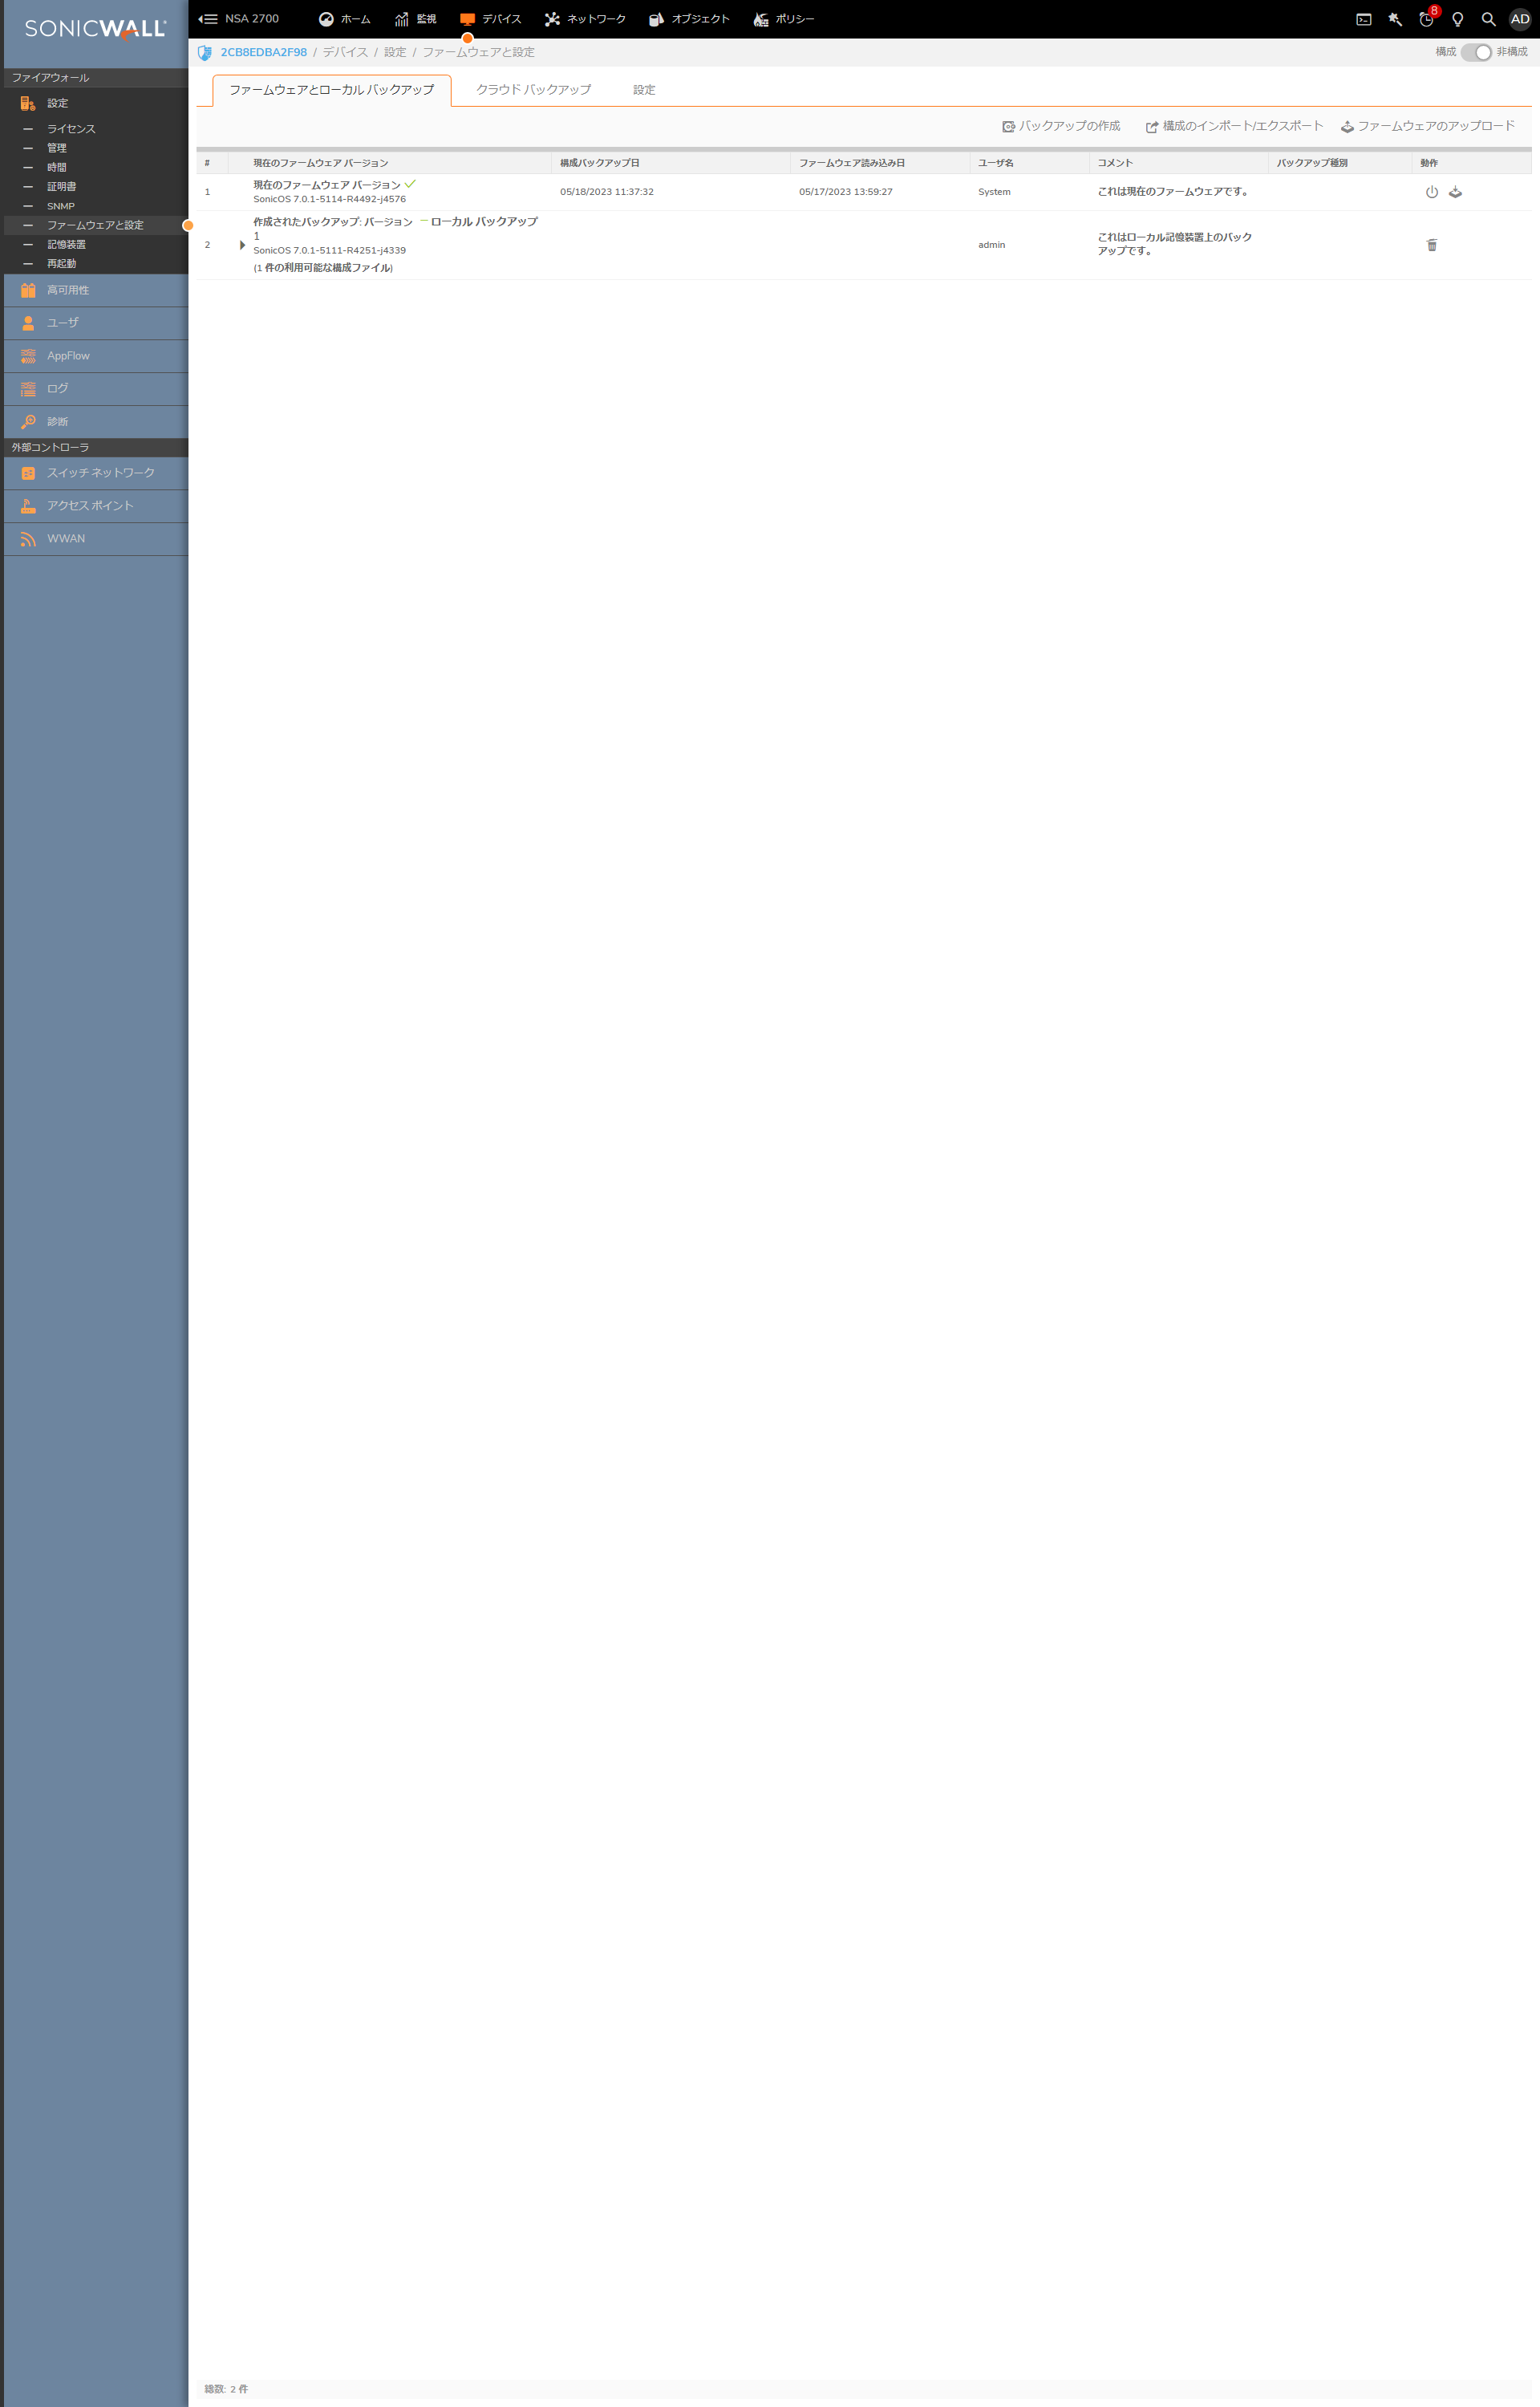 SONICWALL
NSA 2700
ホーム
監視
デバイス
ネットワーク
オブジェクト
ポリシー
8
AD
2CB8EDBA2F98 / デバイス / 設定 / ファームウェアと設定
構成
非構成
ファイアウォール
設定
ライセンス
管理
時間
証明書
SNMP
ファームウェアと設定
記憶装置
再起動
高可用性
ユーザ
AppFlow
ログ
診断
外部コントローラ
スイッチ ネットワーク
アクセス ポイント
WWAN
ファームウェアとローカル バックアップ
クラウド バックアップ
設定
バックアップの作成
構成のインポート/エクスポート
ファームウェアのアップロード
# 現在のファームウェア バージョン 構成バックアップ日 ファームウェア読み込み日 ユーザ名 コメント バックアップ種別 動作
1
現在のファームウェア バージョン
SonicOS 7.0.1-5114-R4492-j4576
05/18/2023 11:37:32
05/17/2023 13:59:27
System
これは現在のファームウェアです。
2
作成されたバックアップ: バージョン ー ローカル バックアップ
1
SonicOS 7.0.1-5111-R4251-j4339
(1 件の利用可能な構成ファイル)
admin
これはローカル記憶装置上のバック
アップです。
総数: 2 件